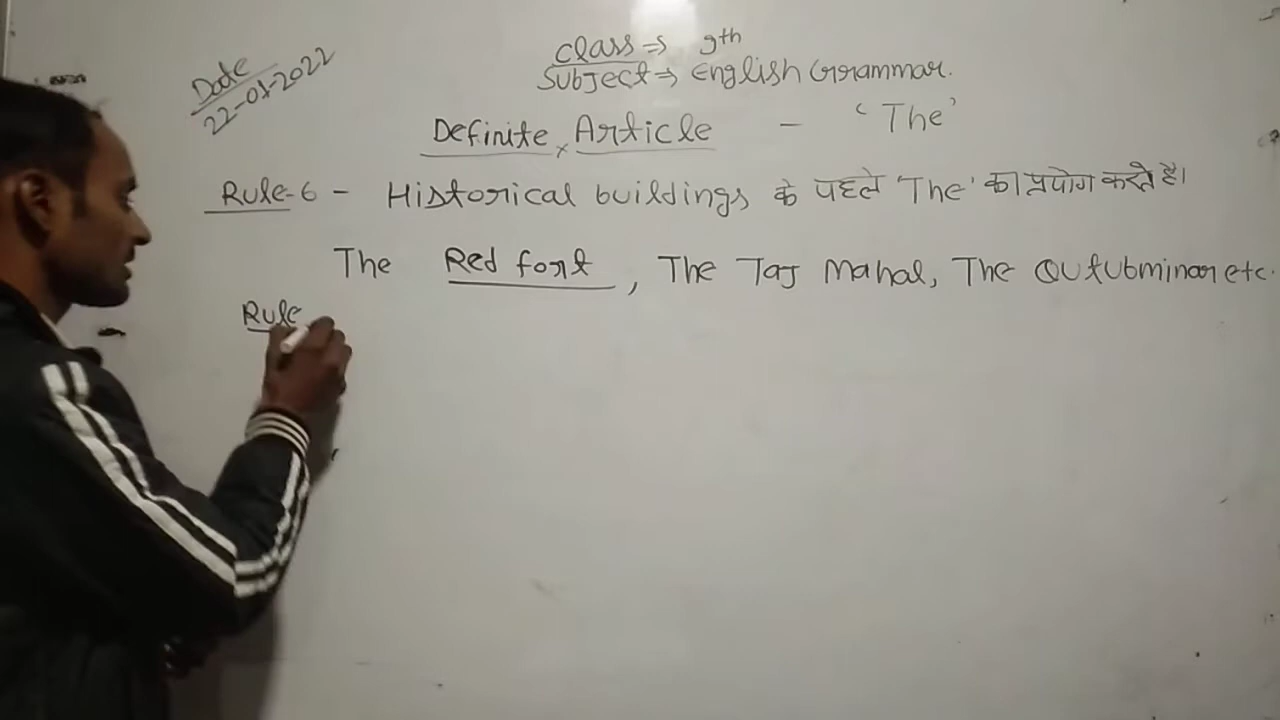 Date
22-01-2022
Class ⇒ 9th
Subject ⇒ English Grammar.
Definite Article - 'The'
Rule-6 - Historical buildings के पहले 'The' का प्रयोग करते है।
The Red fort, The Taj Mahal, The Qutubminar etc.
Rule